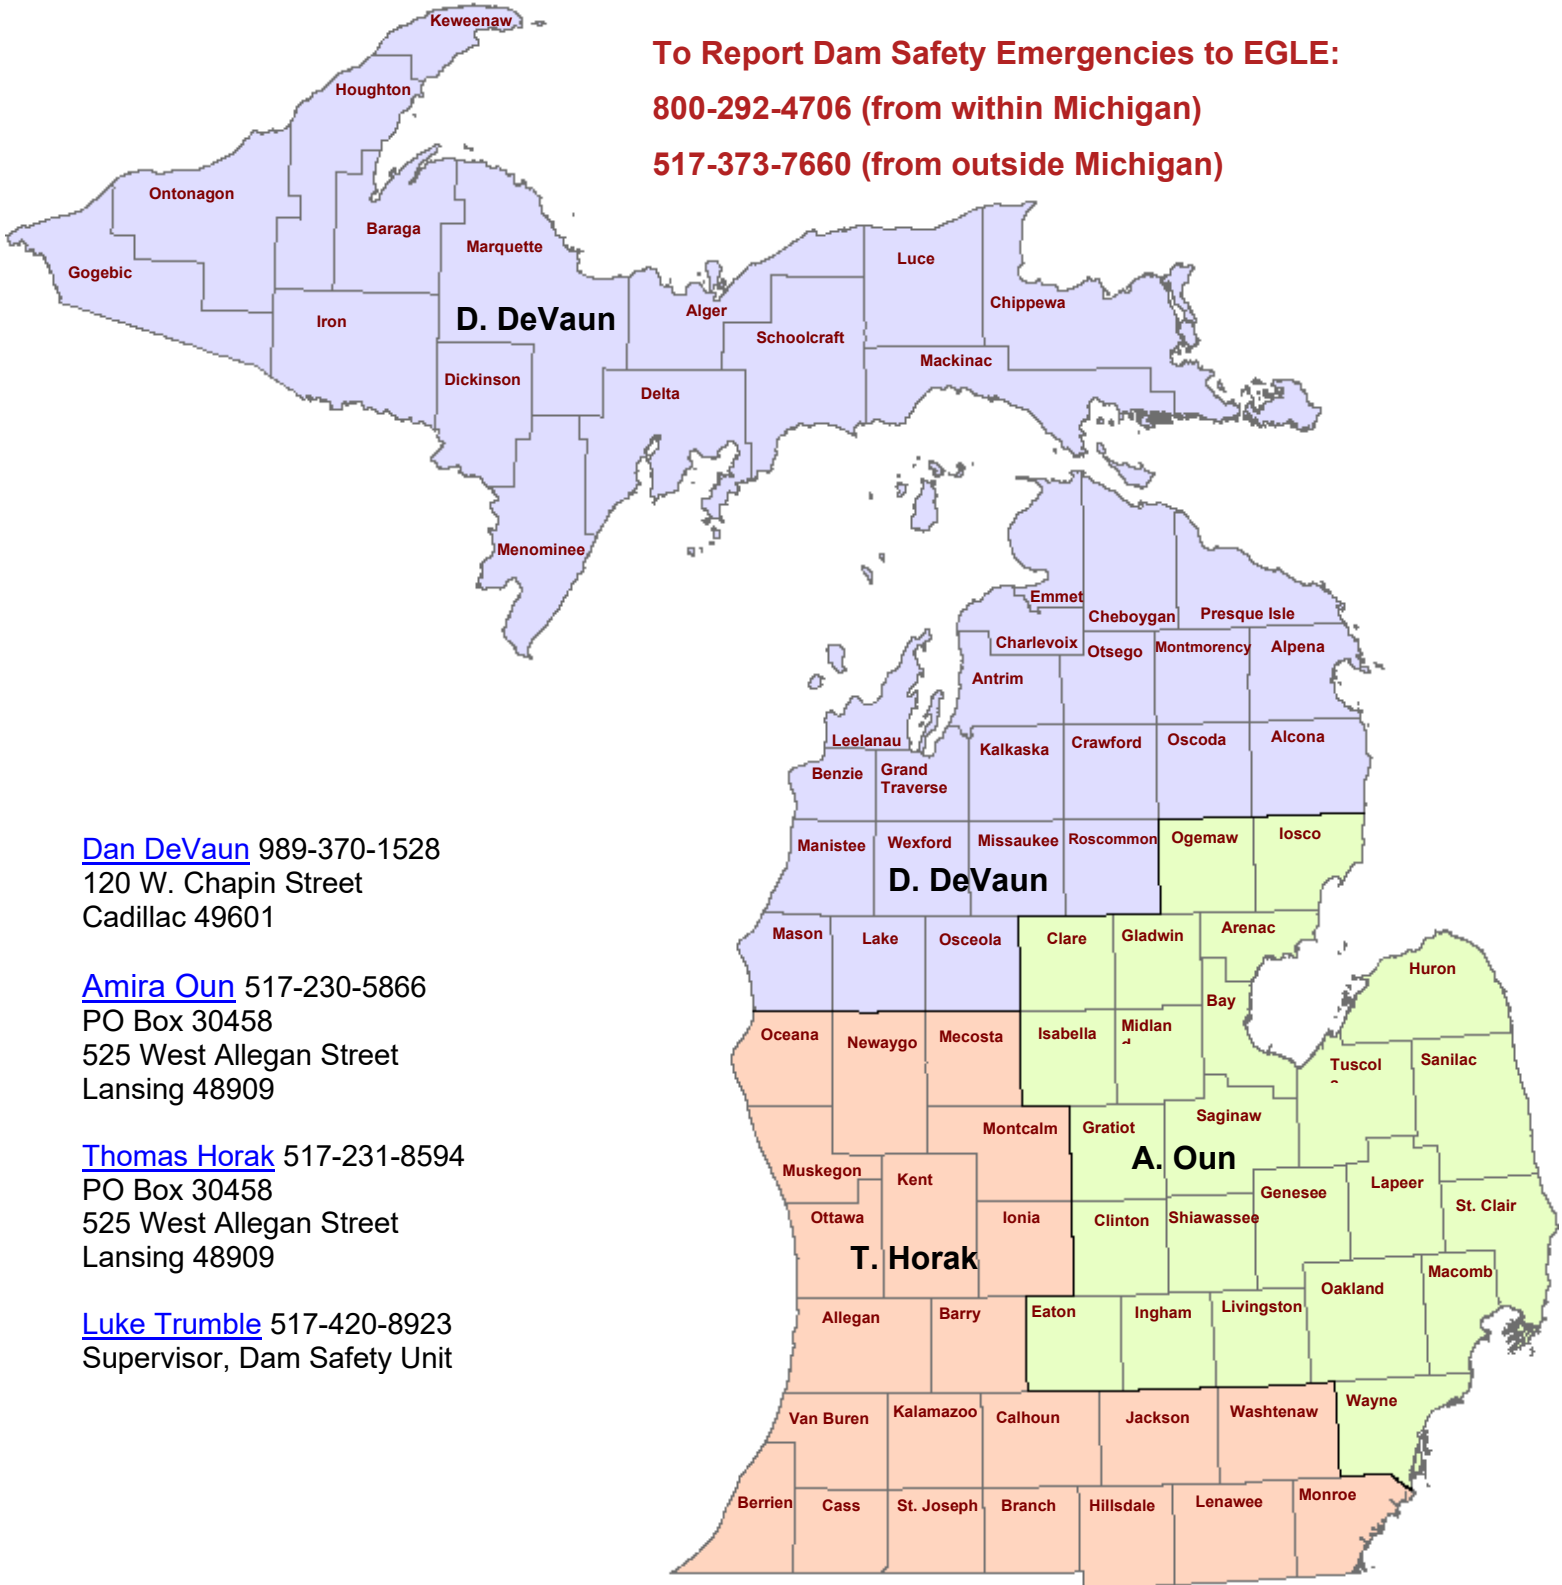 Keweenaw
To Report Dam Safety Emergencies to EGLE:
800-292-4706 (from within Michigan)
517-373-7660 (from outside Michigan)
Houghton
Ontonagon
Baraga
Marquette
Gogebic
Luce
Chippewa
Iron
D. DeVaun
Alger
Schoolcraft
Mackinac
Dickinson
Delta
Menominee
Emmet
Cheboygan
Presque Isle
Charlevoix
Otsego
Montmorency
Alpena
Antrim
Leelanau
Kalkaska
Crawford
Oscoda
Alcona
Benzie
Grand
Traverse
Manistee
Wexford
Missaukee
Roscommon
Ogemaw
Iosco
D. DeVaun
Mason
Lake
Osceola
Clare
Gladwin
Arenac
Huron
Bay
Oceana
Newaygo
Mecosta
Isabella
Midlan
Tuscol
Sanilac
Montcalm
Gratiot
Saginaw
A. Oun
Muskegon
Kent
Genesee
Lapeer
Ottawa
Ionia
Clinton
Shiawassee
St. Clair
T. Horak
Oakland
Macomb
Allegan
Barry
Eaton
Ingham
Livingston
Van Buren
Kalamazoo
Calhoun
Jackson
Washtenaw
Wayne
Berrien
Cass
St. Joseph
Branch
Hillsdale
Lenawee
Monroe
Dan DeVaun 989-370-1528
120 W. Chapin Street
Cadillac 49601
Amira Oun 517-230-5866
PO Box 30458
525 West Allegan Street
Lansing 48909
Thomas Horak 517-231-8594
PO Box 30458
525 West Allegan Street
Lansing 48909
Luke Trumble 517-420-8923
Supervisor, Dam Safety Unit